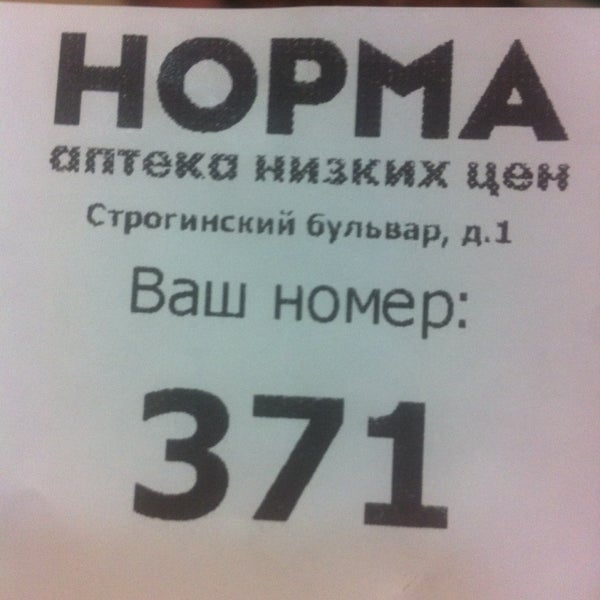 НОРМА
аптека низких цен
Строгинский бульвар, д.1
Ваш номер:
371